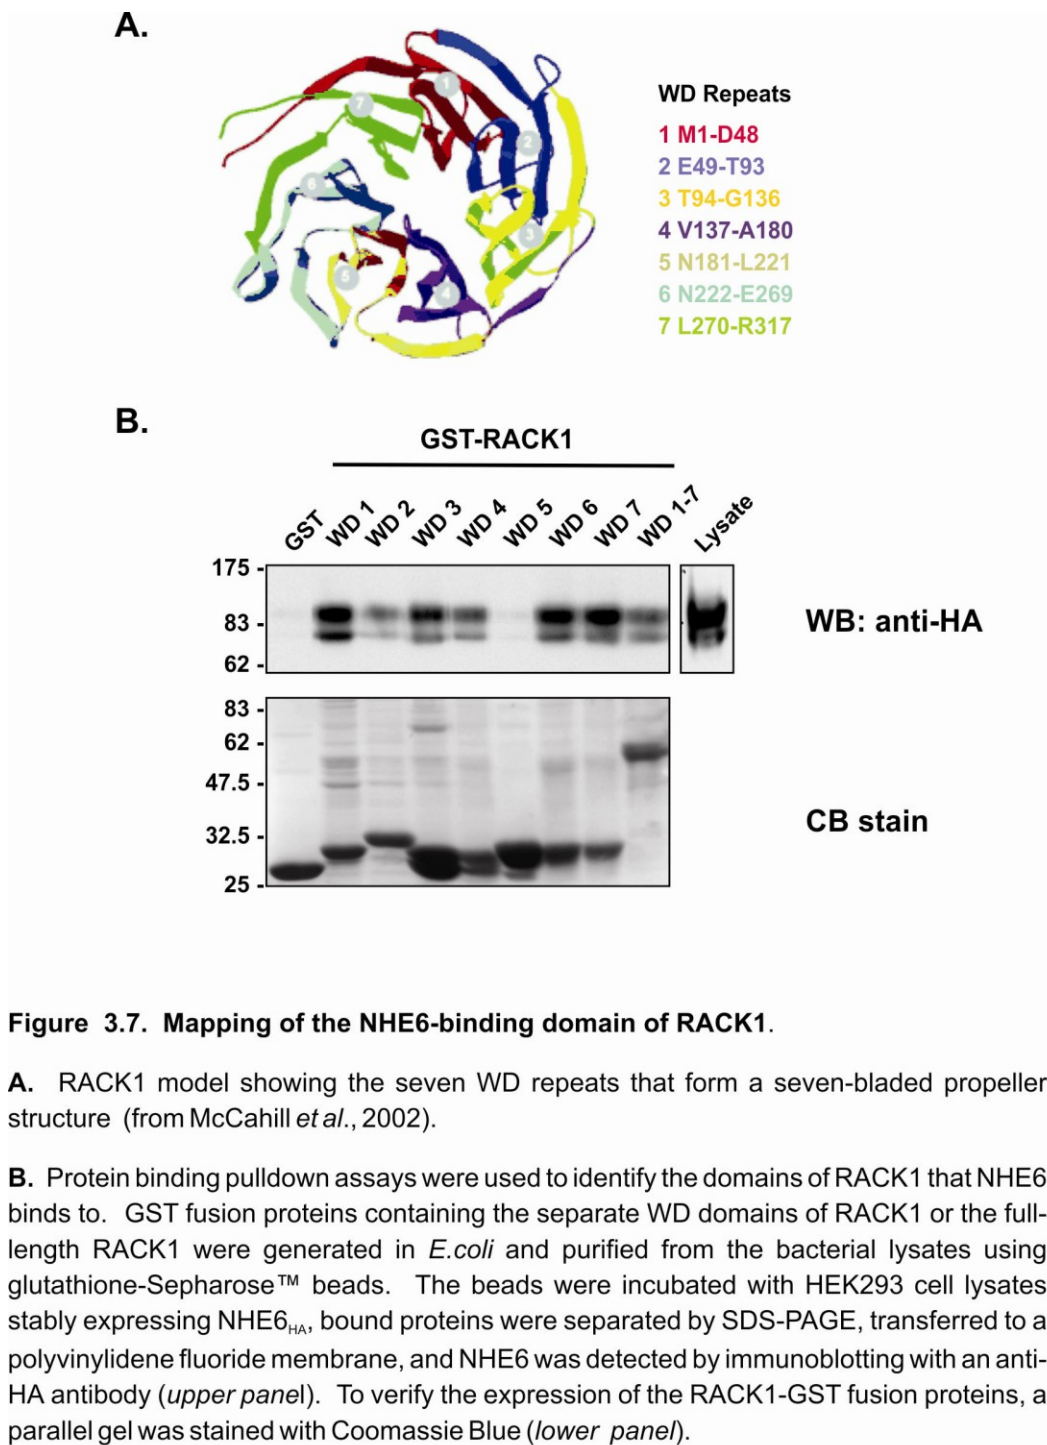 A.
1
2
3
4
5
6
7
WD Repeats
1 M1-D48
2 E49-T93
3 T94-G136
4 V137-A180
5 N181-L221
6 N222-E269
7 L270-R317
B.
GST-RACK1
GST WD 1 WD 2 WD 3 WD 4 WD 5 WD 6 WD 7 WD 1-7 Lysate
175 -
83 -
62 -
WB: anti-HA
83 -
62 -
47.5 -
32.5 -
25 -
CB stain
Figure 3.7. Mapping of the NHE6-binding domain of RACK1.
A. RACK1 model showing the seven WD repeats that form a seven-bladed propeller
structure (from McCahill et al., 2002).
B. Protein binding pulldown assays were used to identify the domains of RACK1 that NHE6
binds to. GST fusion proteins containing the separate WD domains of RACK1 or the full-
length RACK1 were generated in E.coli and purified from the bacterial lysates using
glutathione-Sepharose™ beads. The beads were incubated with HEK293 cell lysates
stably expressing NHE6HA, bound proteins were separated by SDS-PAGE, transferred to a
polyvinylidene fluoride membrane, and NHE6 was detected by immunoblotting with an anti-
HA antibody (upper panel). To verify the expression of the RACK1-GST fusion proteins, a
parallel gel was stained with Coomassie Blue (lower panel).